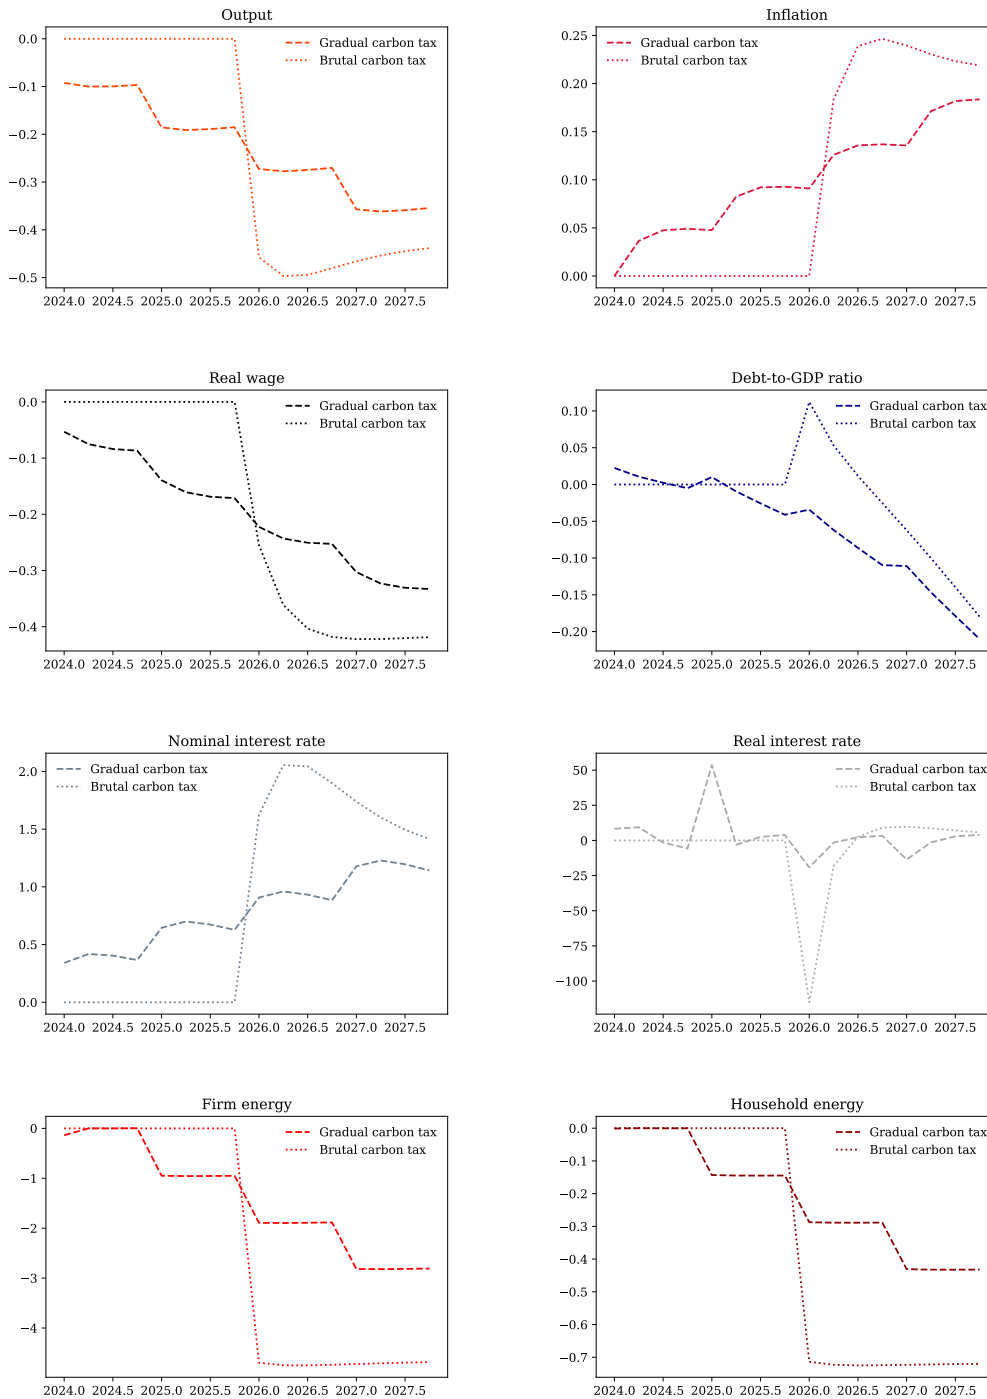 Output
0.0
−0.1
−0.2
−0.3
−0.4
−0.5
Gradual carbon tax
Brutal carbon tax
2024.0 2024.5 2025.0 2025.5 2026.0 2026.5 2027.0 2027.5
Inflation
0.25
0.20
0.15
0.10
0.05
0.00
Gradual carbon tax
Brutal carbon tax
2024.0 2024.5 2025.0 2025.5 2026.0 2026.5 2027.0 2027.5
Real wage
0.0
−0.1
−0.2
−0.3
−0.4
Gradual carbon tax
Brutal carbon tax
2024.0 2024.5 2025.0 2025.5 2026.0 2026.5 2027.0 2027.5
Debt-to-GDP ratio
0.10
0.05
0.00
−0.05
−0.10
−0.15
−0.20
Gradual carbon tax
Brutal carbon tax
2024.0 2024.5 2025.0 2025.5 2026.0 2026.5 2027.0 2027.5
Nominal interest rate
2.0
1.5
1.0
0.5
0.0
Gradual carbon tax
Brutal carbon tax
2024.0 2024.5 2025.0 2025.5 2026.0 2026.5 2027.0 2027.5
Real interest rate
50
25
0
−25
−50
−75
−100
Gradual carbon tax
Brutal carbon tax
2024.0 2024.5 2025.0 2025.5 2026.0 2026.5 2027.0 2027.5
Firm energy
0
−1
−2
−3
−4
Gradual carbon tax
Brutal carbon tax
2024.0 2024.5 2025.0 2025.5 2026.0 2026.5 2027.0 2027.5
Household energy
0.0
−0.1
−0.2
−0.3
−0.4
−0.5
−0.6
−0.7
Gradual carbon tax
Brutal carbon tax
2024.0 2024.5 2025.0 2025.5 2026.0 2026.5 2027.0 2027.5